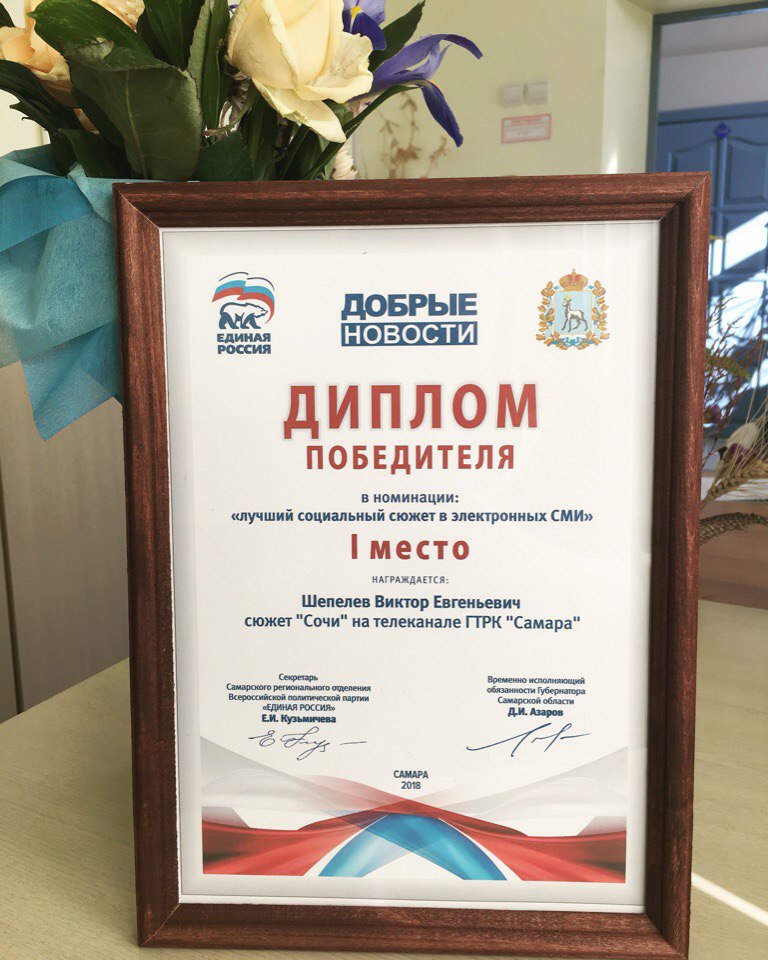 ЕДИНАЯ
РОССИЯ
ДОБРЫЕ
НОВОСТИ
ДИПЛОМ
ПОБЕДИТЕЛЯ
в номинации:
«лучший социальный сюжет в электронных СМИ»
I место
НАГРАЖДАЕТСЯ:
Шепелев Виктор Евгеньевич
сюжет "Сочи" на телеканале ГТРК "Самара"
Секретарь
Самарского регионального отделения
Всероссийской политической партии
«ЕДИНАЯ РОССИЯ»
Е.И. Кузьмичева
Временно исполняющий
обязанности Губернатора
Самарской области
Д.И. Азаров
САМАРА
2018